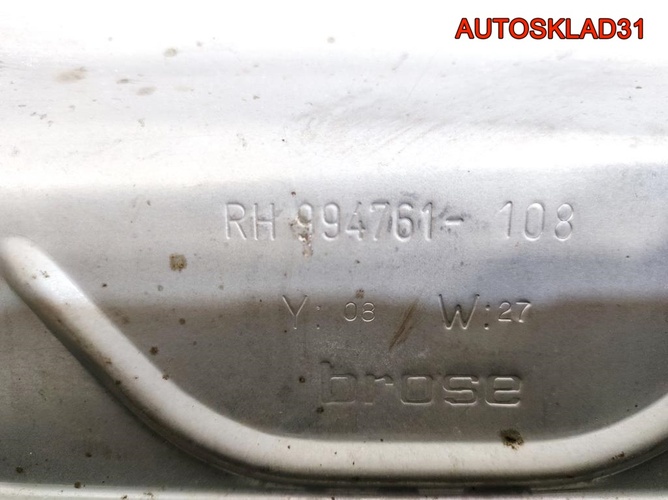 AUTOSKLAD31
RH 994761- 108
Y: 08 W:27
brose